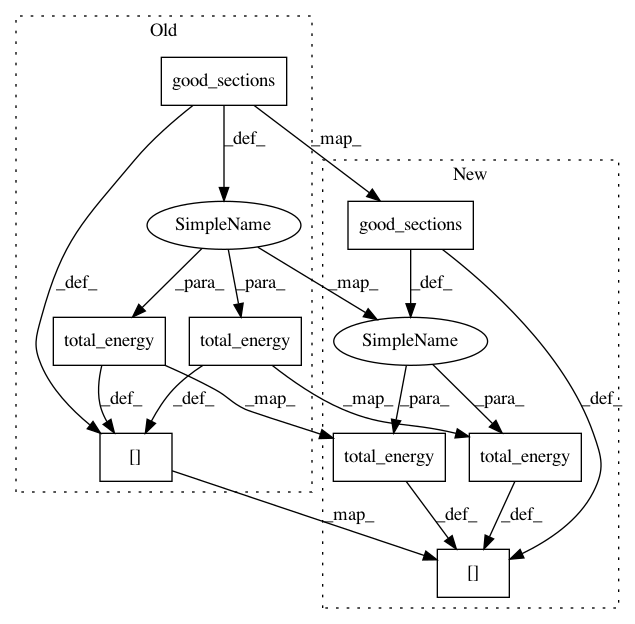 Old
good_sections
_def_
_map_
New
SimpleName
good_sections
_def_
_para_
_para_
_map_
_def_
total_energy
total_energy
SimpleName
_def_
_def_
_map_
_map_
_para_
_para_
_def_
[]
total_energy
total_energy
_map_
_def_
_def_
[]